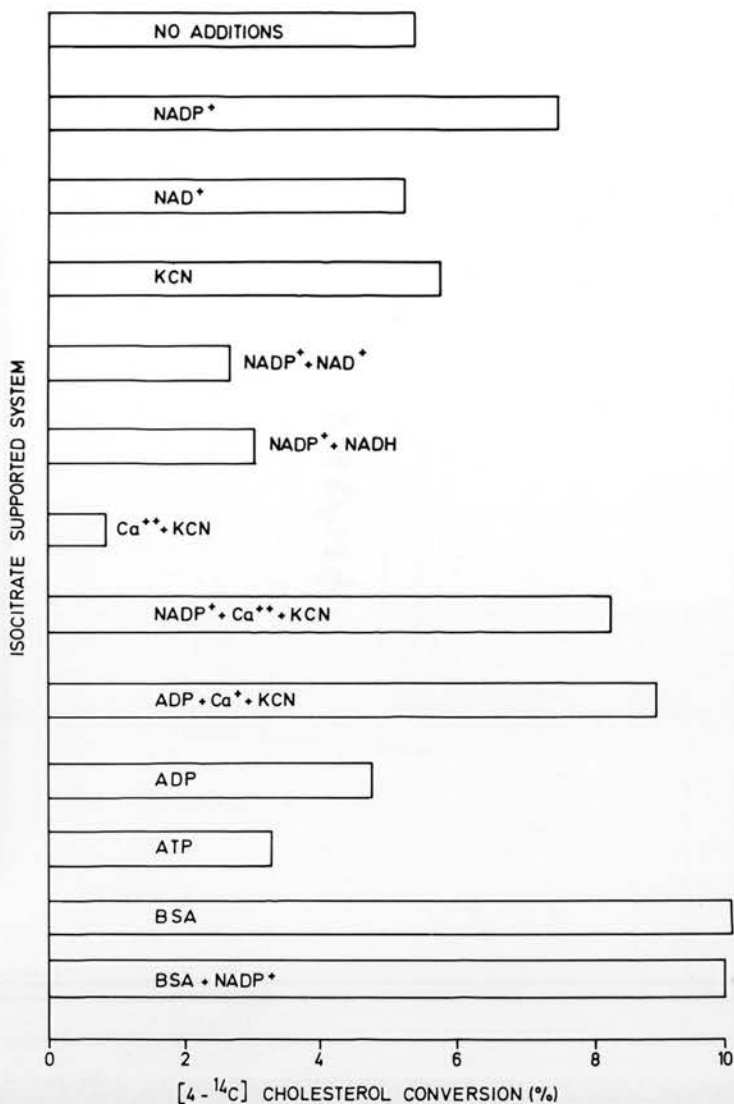 NO ADDITIONS
NADP+
NAD+
KCN
NADP+ + NAD+
NADP+ + NADH
Ca++ + KCN
NADP+ + Ca++ + KCN
ADP + Ca+ + KCN
ADP
ATP
BSA
BSA + NADP+
ISOCITRATE SUPPORTED SYSTEM
0 2 4 6 8 10
[4-14C] CHOLESTEROL CONVERSION (%)